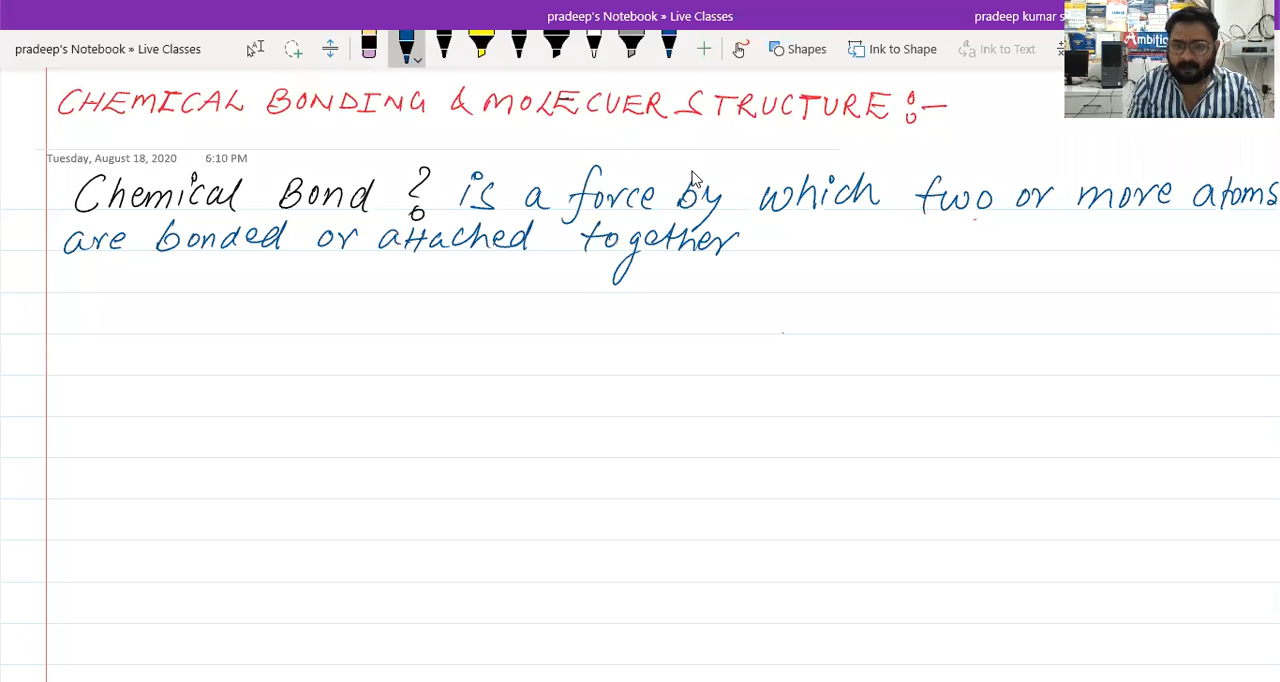 pradeep's Notebook » Live Classes
pradeep kumar s
pradeep's Notebook » Live Classes
Shapes
Ink to Shape
Ink to Text
Ambitio
CHEMICAL BONDING & MOLECUER STRUCTURE :-
Tuesday, August 18, 2020 6:10 PM
Chemical Bond ? is a force by which two or more atoms
are bonded or attached together